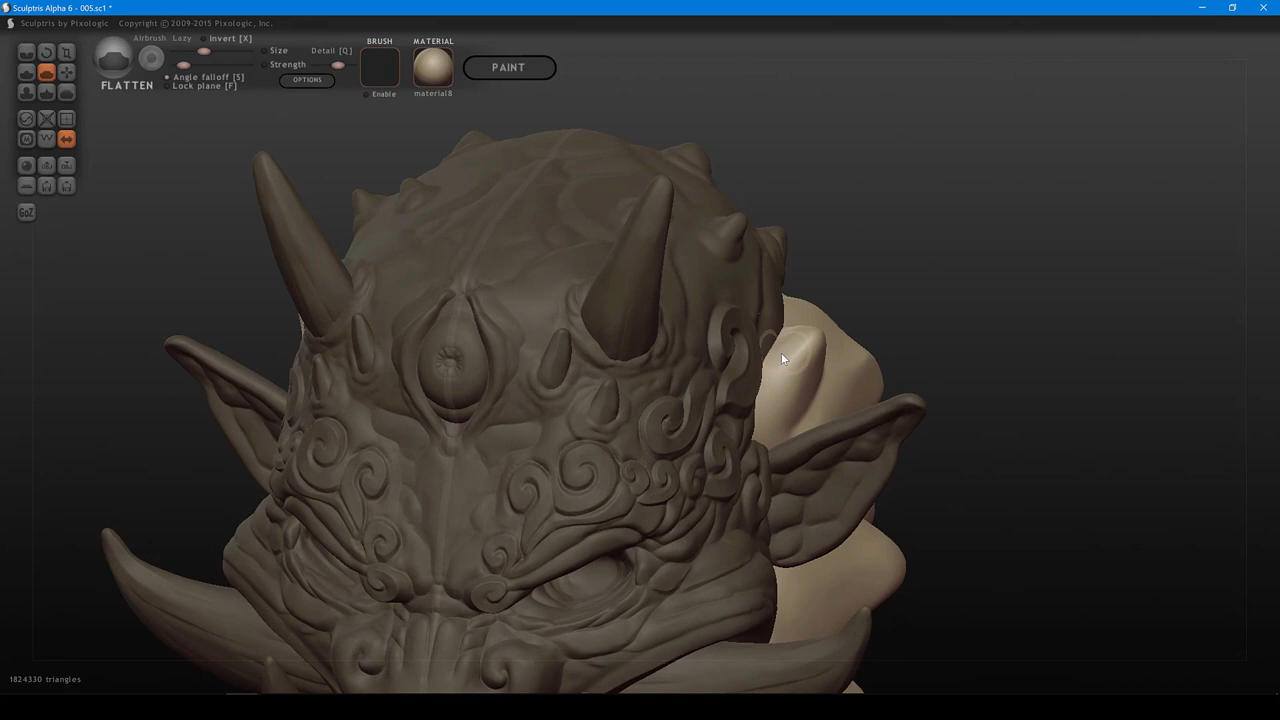 Sculptris Alpha 6 - 005.sc1 *
Sculptris by Pixologic Copyright © 2009-2015 Pixologic, Inc.
Airbrush Lazy Invert [X]
Size Detail [Q]
Strength
Angle falloff [S]
Lock plane [F]
OPTIONS
FLATTEN
BRUSH
Enable
MATERIAL
material8
PAINT
GoZ
1824330 triangles